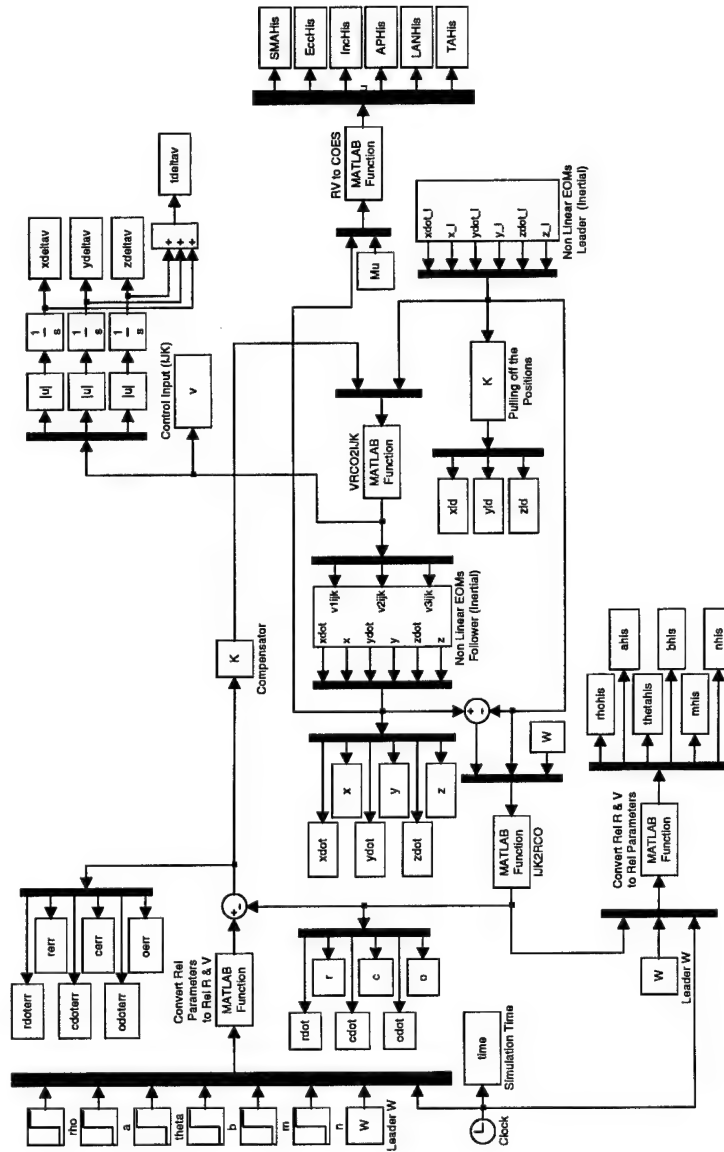 rho
a
theta
b
m
n
W
Leader W
Clock
time
Simulation Time
Convert Rel
Parameters
to Rel R & V
MATLAB
Function
rdoterr
rerr
cdoterr
cerr
odoterr
oerr
rdot
r
cdot
c
odot
o
+
-
K
Compensator
xdot
x
ydot
y
zdot
z
MATLAB
Function
IJK2RCO
W
+
-
xdot
x
ydot
y
zdot
z
v1ijk
v2ijk
v3ijk
Non Linear EOMs
Follower (Inertial)
VRCO2IJK
MATLAB
Function
Control Input (IJK)
v
|u|
|u|
|u|
1
s
1
s
1
s
xdeltav
ydeltav
zdeltav
+
+
+
tdeltav
Mu
RV to COES
MATLAB
Function
u
SMAHis
EccHis
IncHis
APHis
LANHis
TAHis
xdot_l
x_l
ydot_l
y_l
zdot_l
z_l
Non Linear EOMs
Leader (Inertial)
K
Pulling off the
Positions
xld
yld
zld
W
Leader W
Convert Rel R & V
to Rel Parameters
MATLAB
Function
rhohis
ahis
thetahis
bhis
mhis
nhis